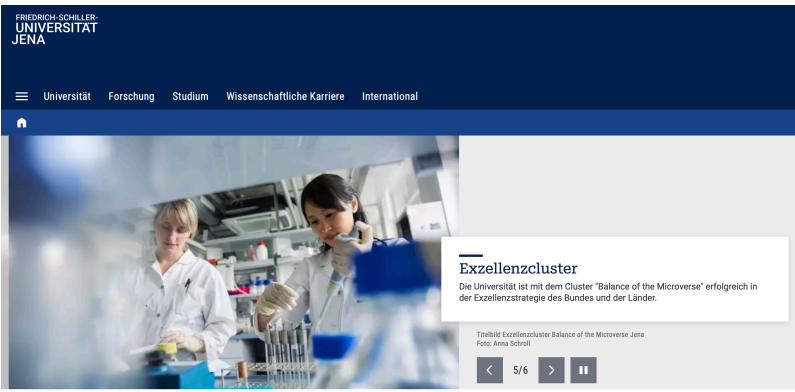 FRIEDRICH-SCHILLER-
UNIVERSITÄT
JENA
Universität Forschung Studium Wissenschaftliche Karriere International
Exzellenzcluster
Die Universität ist mit dem Cluster "Balance of the Microverse" erfolgreich in
der Exzellenzstrategie des Bundes und der Länder.
Titelbild Exzellenzcluster Balance of the Microverse Jena
Foto: Anna Schroll
5/6